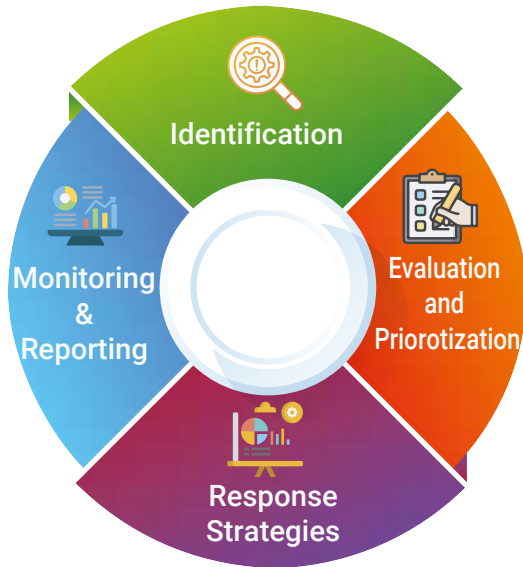 Identification
Evaluation
and
Priorotization
Response
Strategies
Monitoring
&
Reporting